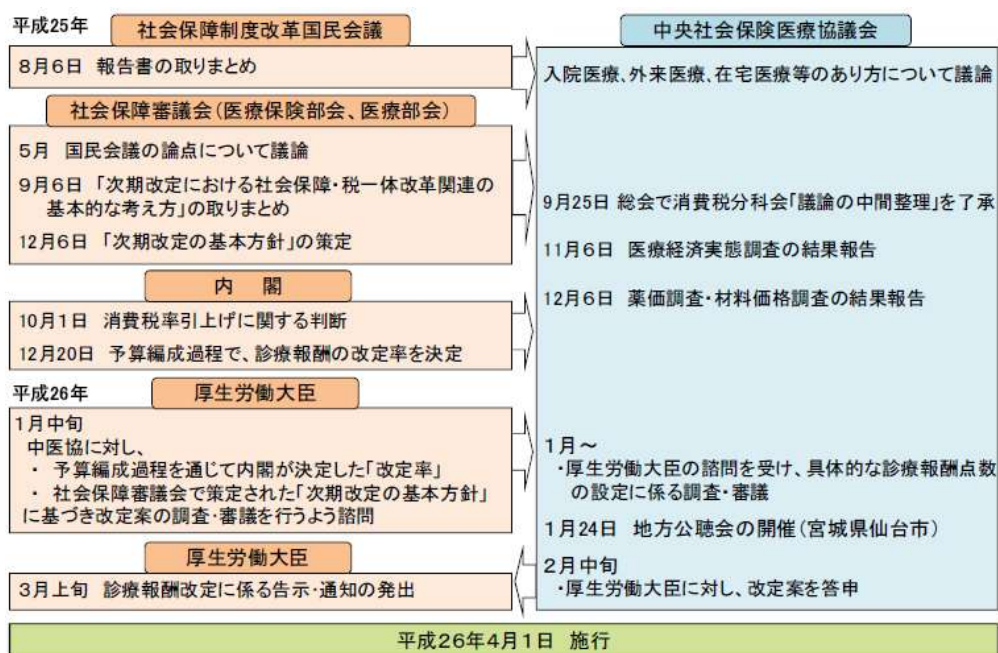 平成25年
社会保障制度改革国民会議
8月6日 報告書の取りまとめ
社会保障審議会(医療保険部会、医療部会)
5月 国民会議の論点について議論
9月6日 「次期改定における社会保障・税一体改革関連の
基本的な考え方」の取りまとめ
12月6日 「次期改定の基本方針」の策定
内 閣
10月1日 消費税率引上げに関する判断
12月20日 予算編成過程で、診療報酬の改定率を決定
平成26年
厚生労働大臣
1月中旬
中医協に対し、
・ 予算編成過程を通じて内閣が決定した「改定率」
・ 社会保障審議会で策定された「次期改定の基本方針」
に基づき改定案の調査・審議を行うよう諮問
厚生労働大臣
3月上旬 診療報酬改定に係る告示・通知の発出
中央社会保険医療協議会
入院医療、外来医療、在宅医療等のあり方について議論
9月25日 総会で消費税分科会「議論の中間整理」を了承
11月6日 医療経済実態調査の結果報告
12月6日 薬価調査・材料価格調査の結果報告
1月～
・厚生労働大臣の諮問を受け、具体的な診療報酬点数
の設定に係る調査・審議
1月24日 地方公聴会の開催(宮城県仙台市)
2月中旬
・厚生労働大臣に対し、改定案を答申
平成26年4月1日 施行